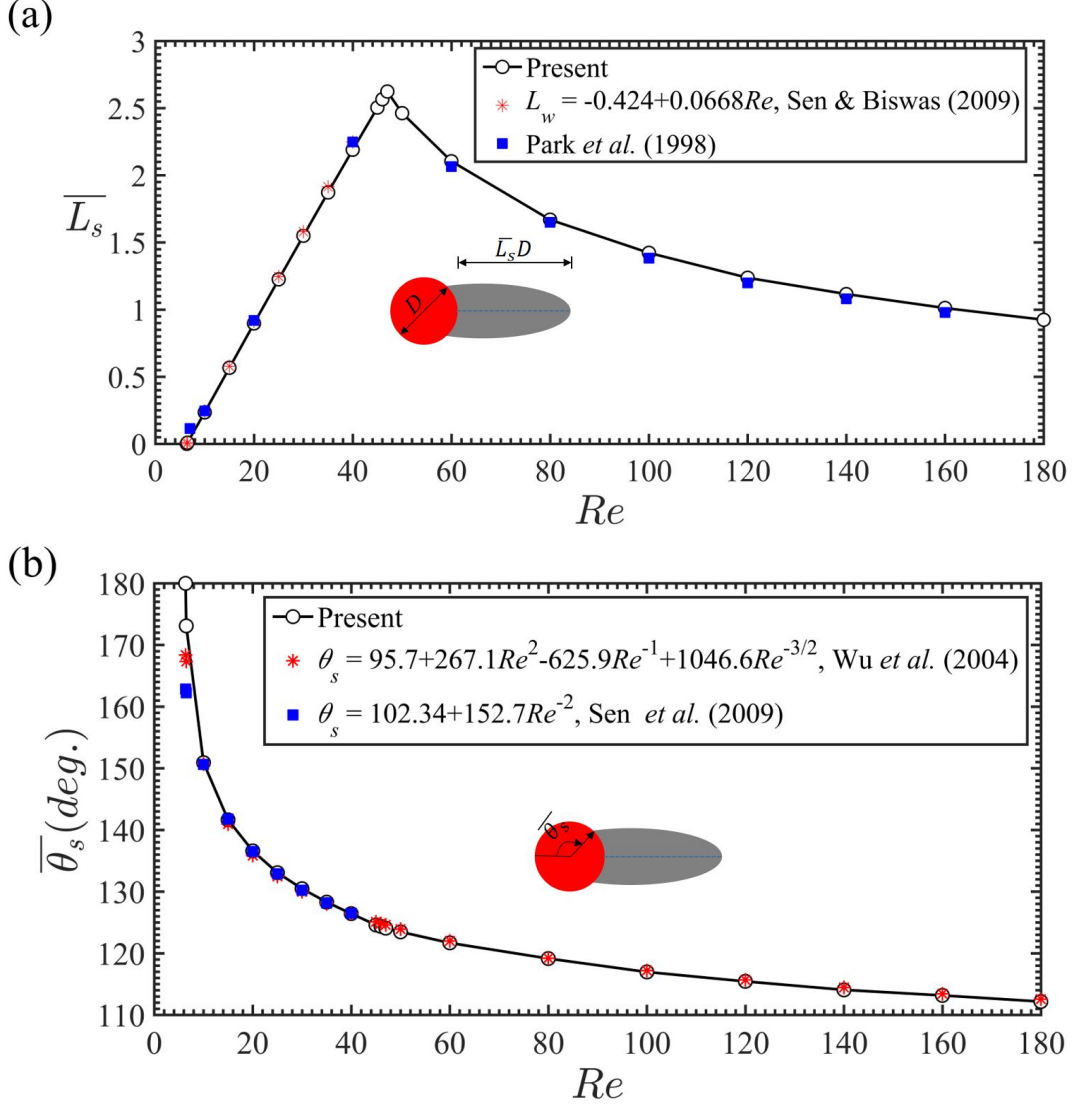 (a)
3
2.5
2
1.5
1
0.5
0
L̅_s
Present
L_w = -0.424+0.0668Re, Sen & Biswas (2009)
Park et al. (1998)
L̅_sD
D
0 20 40 60 80 100 120 140 160 180
Re
(b)
180
170
160
150
140
130
120
110
θ̅_s(deg.)
Present
θ_s = 95.7+267.1Re^2-625.9Re^-1+1046.6Re^-3/2, Wu et al. (2004)
θ_s = 102.34+152.7Re^-2, Sen et al. (2009)
θ̅_s
0 20 40 60 80 100 120 140 160 180
Re